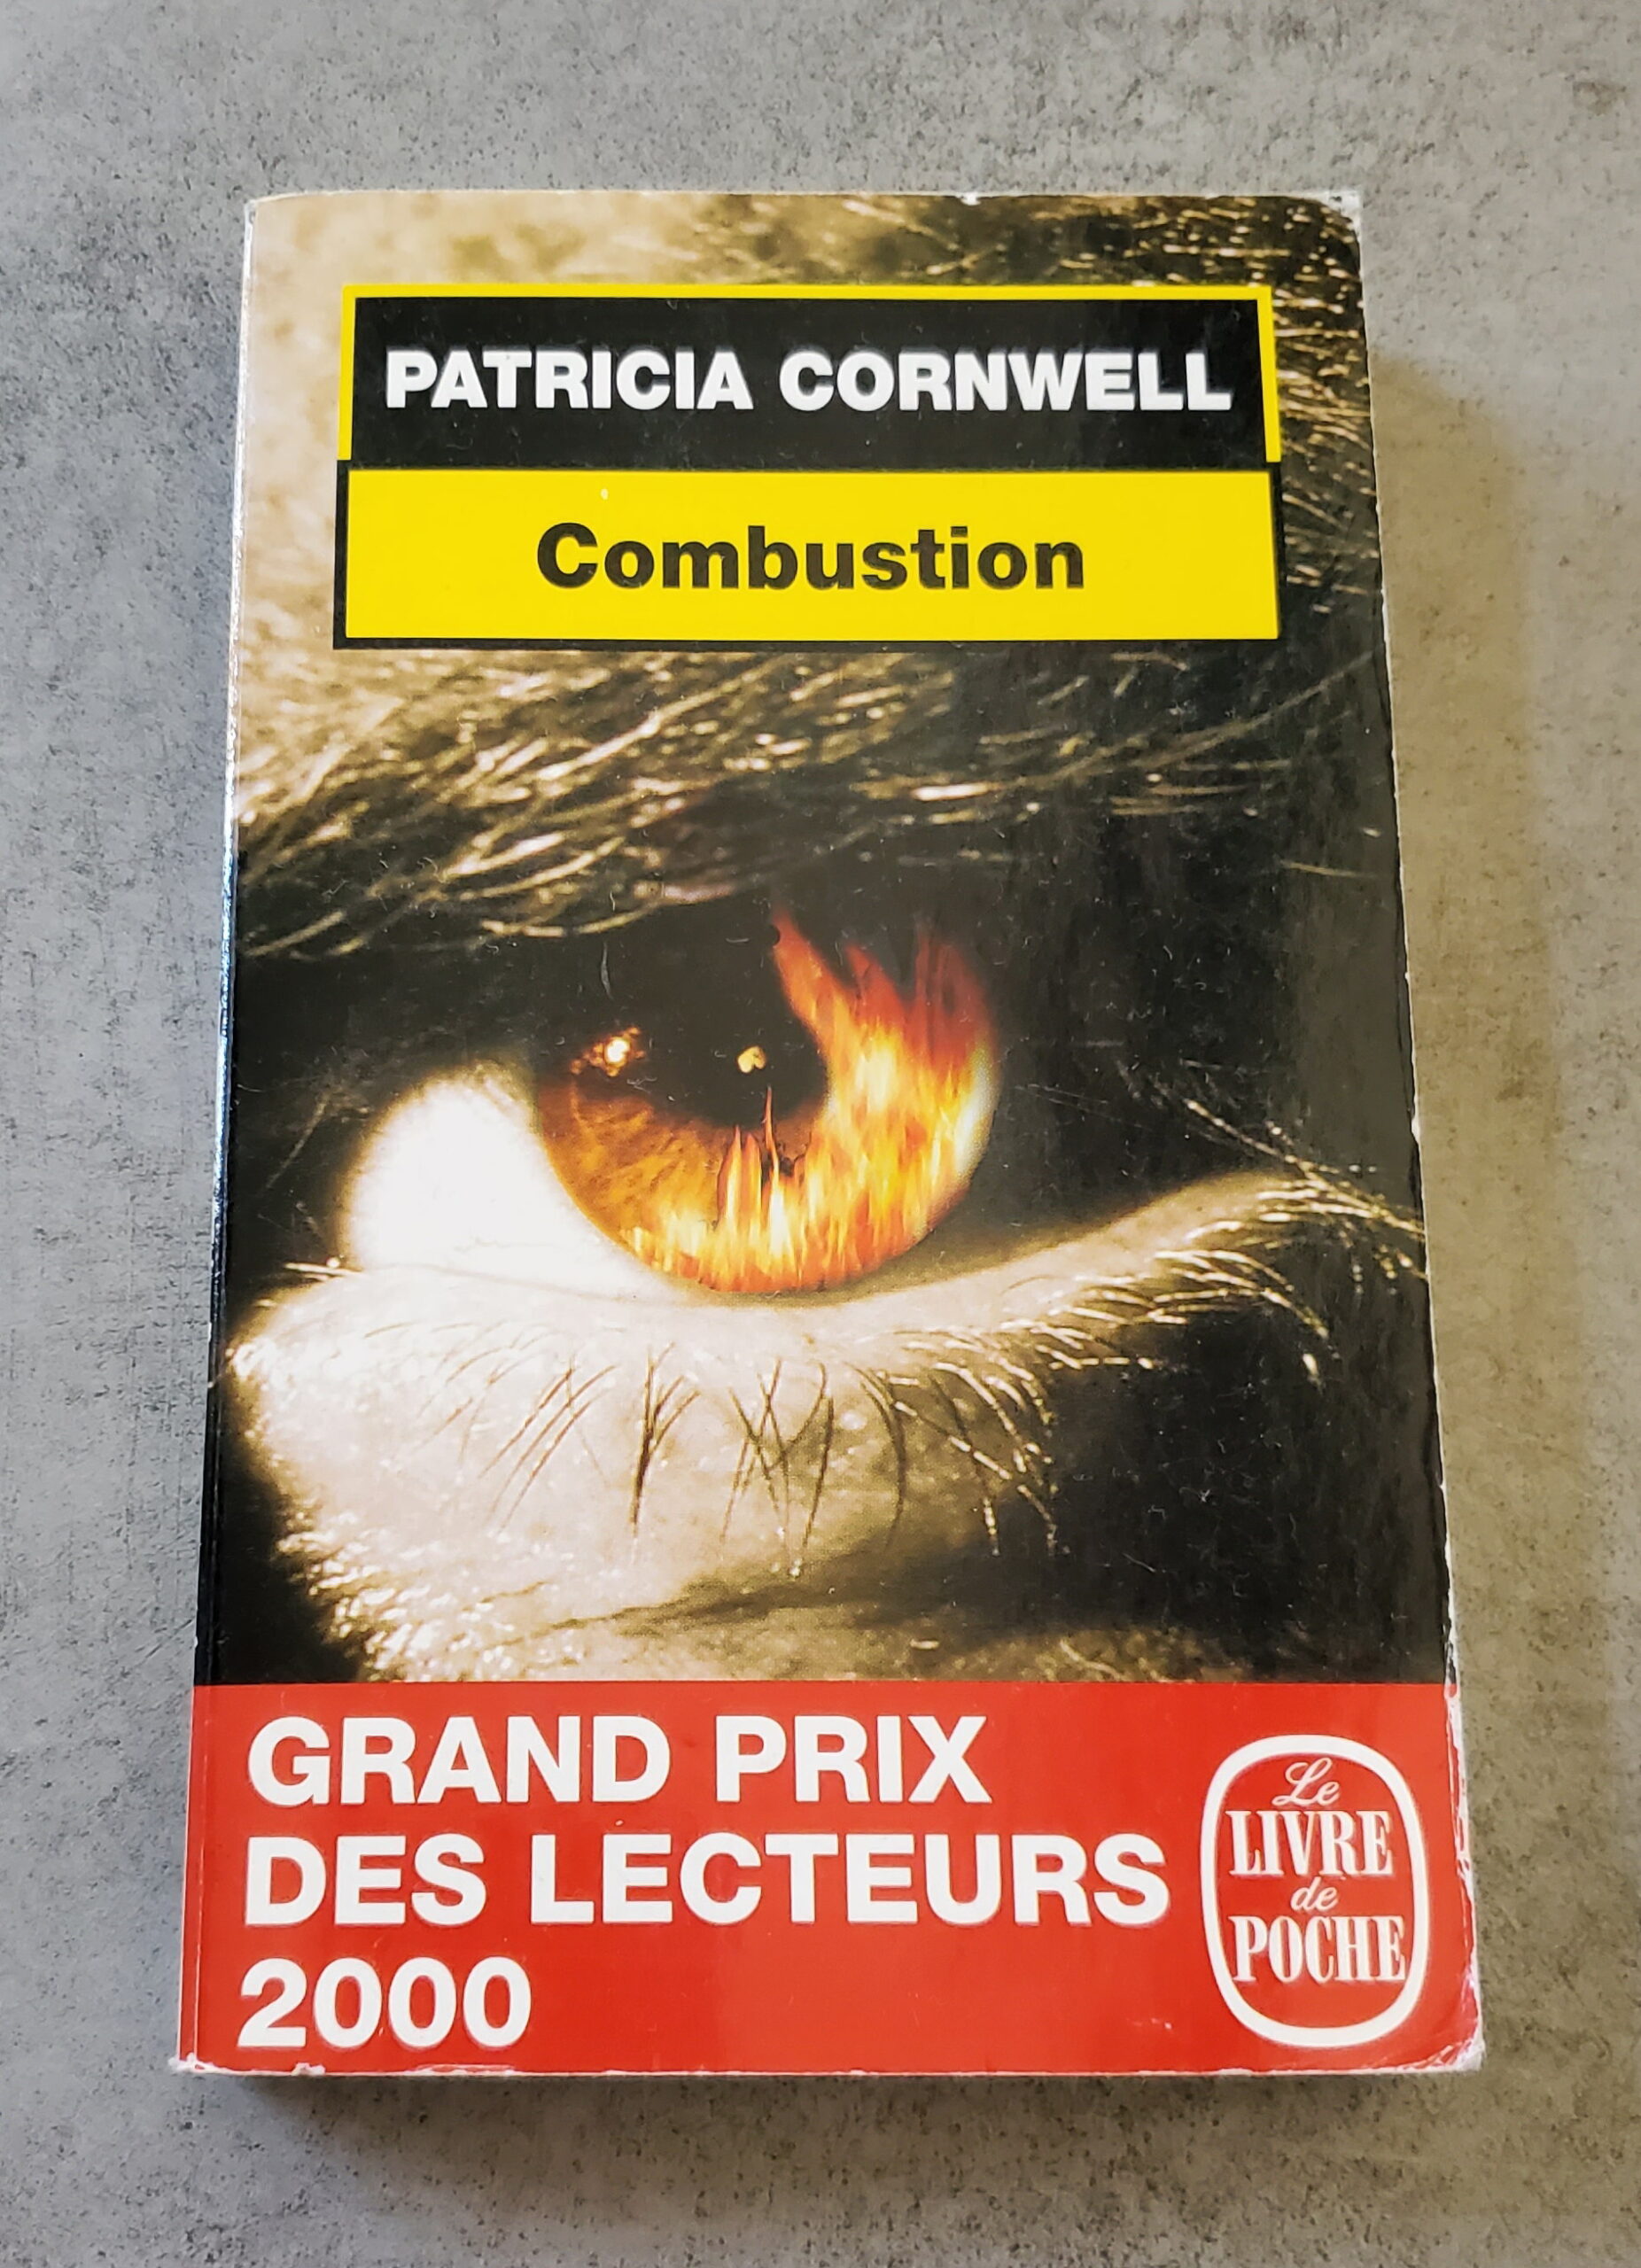 PATRICIA CORNWELL
Combustion
GRAND PRIX
DES LECTEURS
2000
Le
LIVRE
de
POCHE